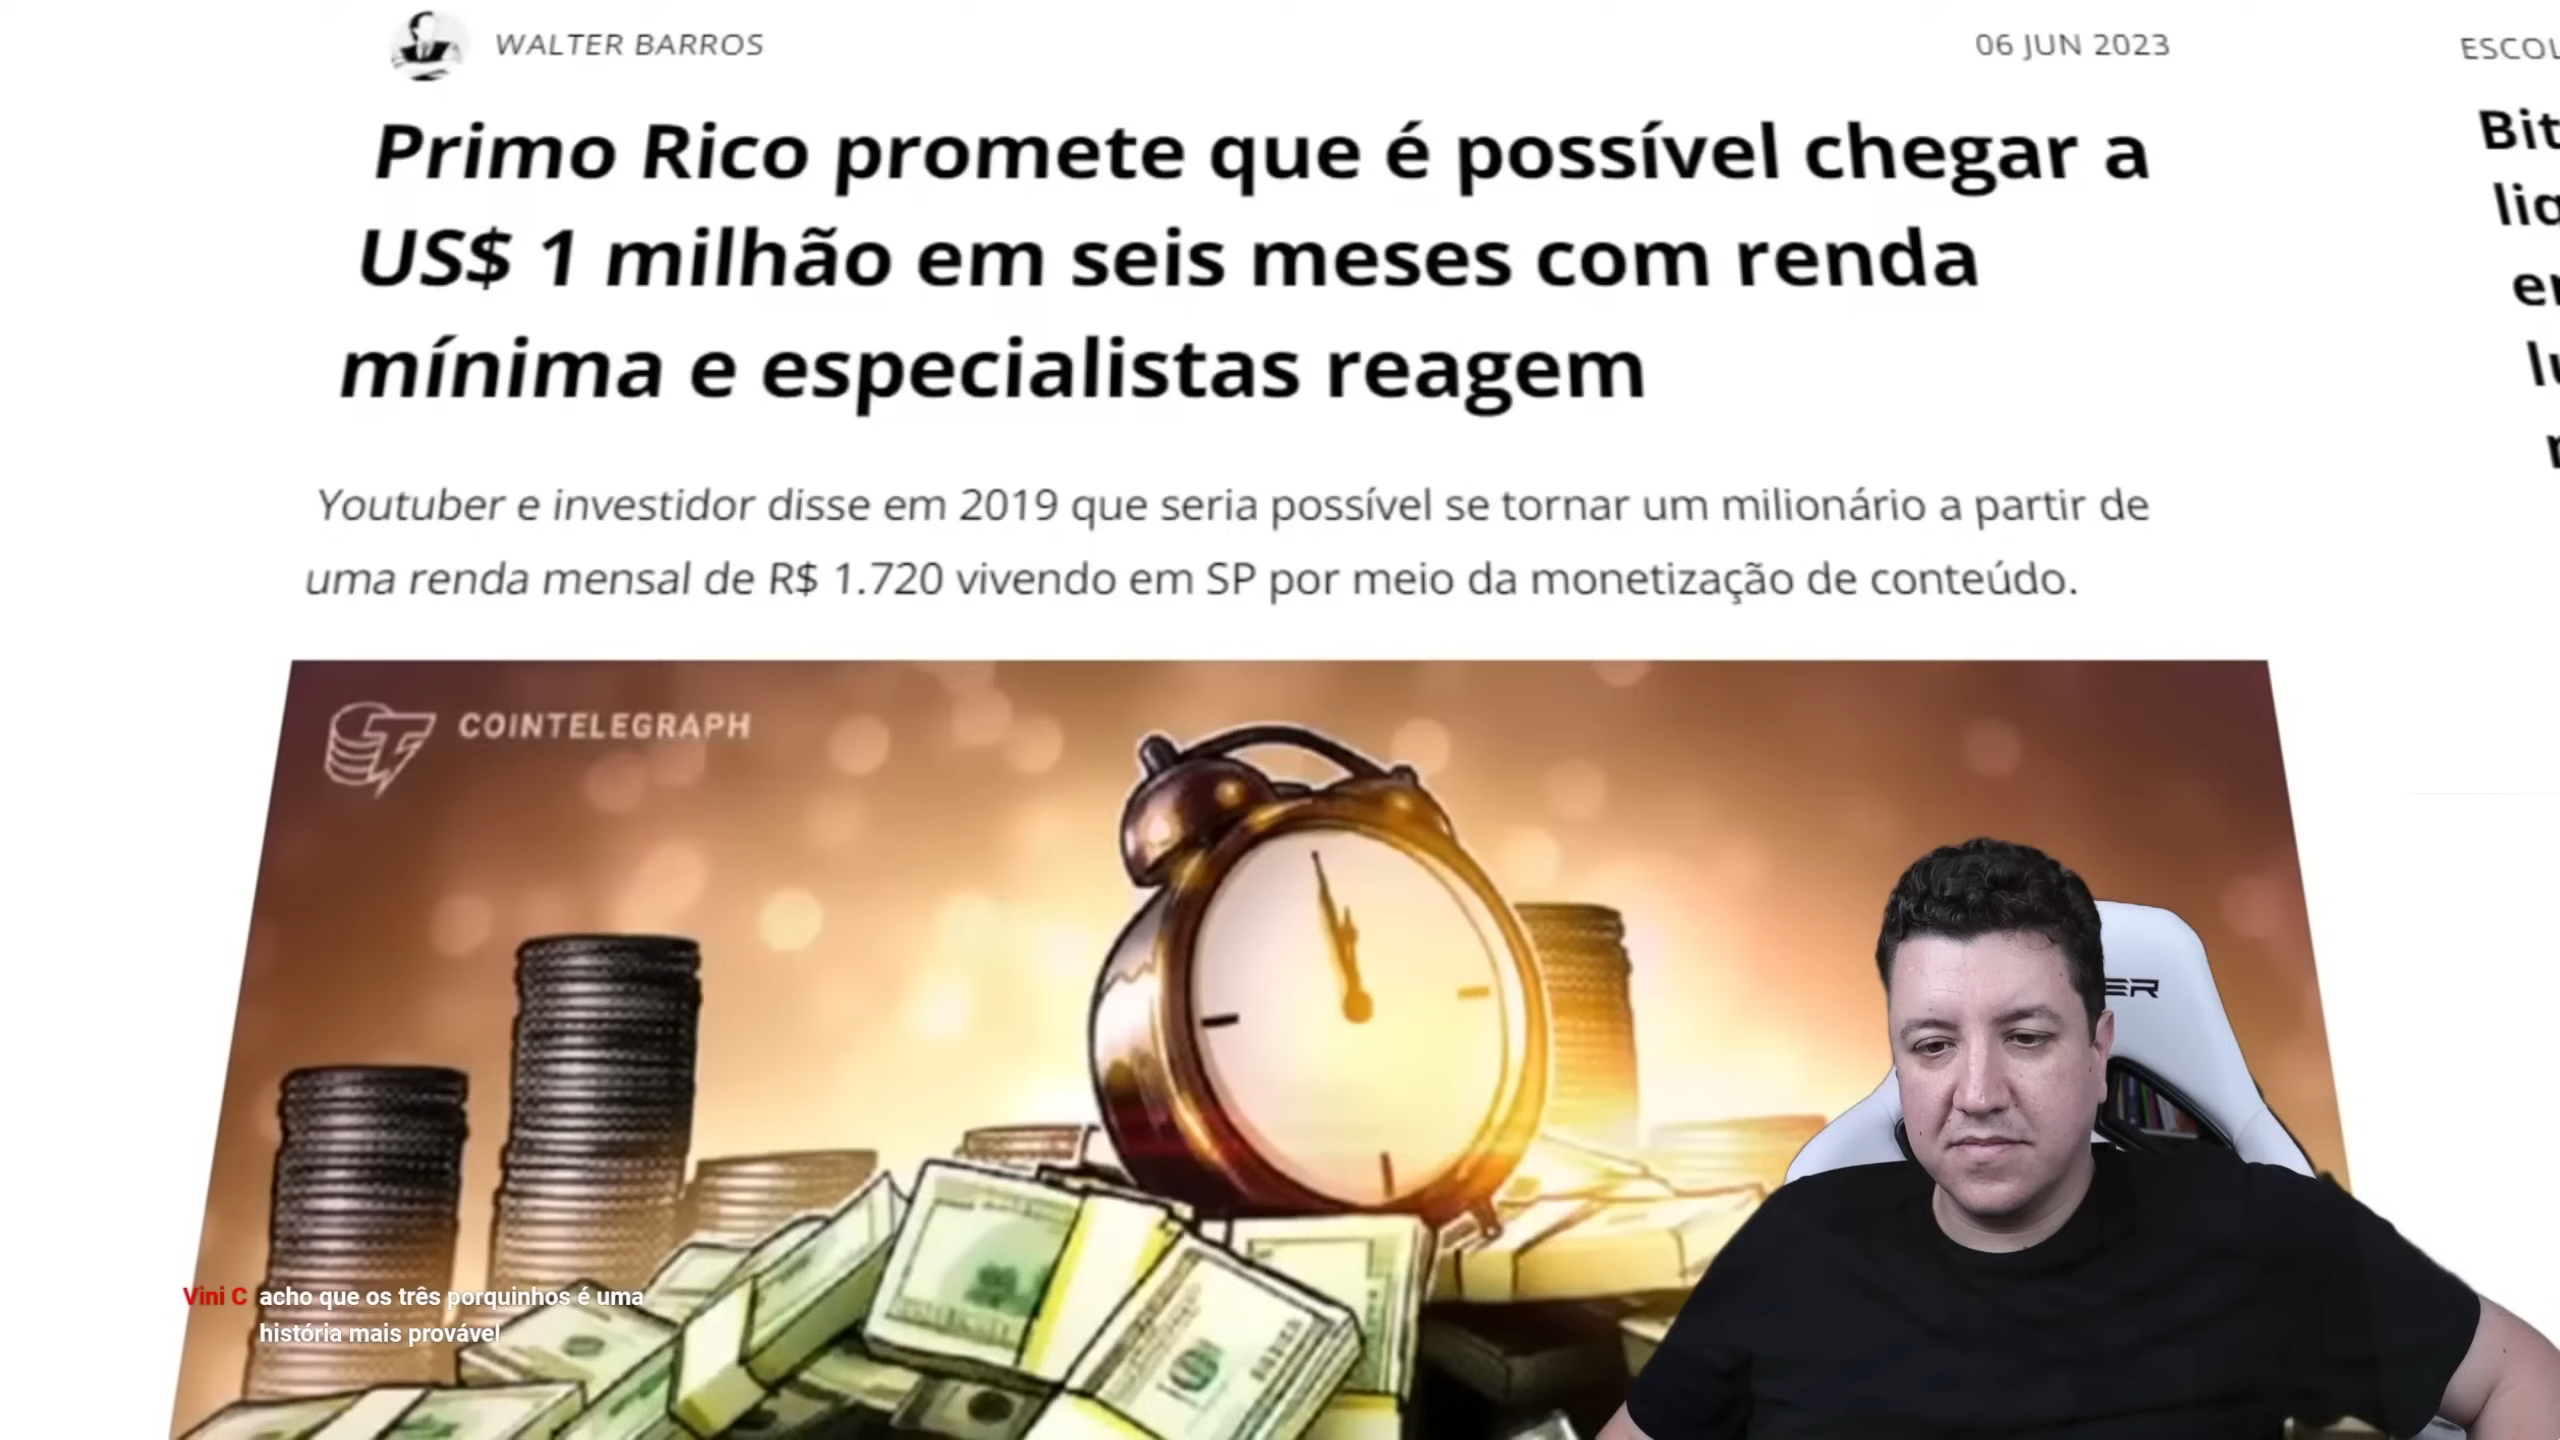 WALTER BARROS
06 JUN 2023
Primo Rico promete que é possível chegar a
US$ 1 milhão em seis meses com renda
mínima e especialistas reagem
Youtuber e investidor disse em 2019 que seria possível se tornar um milionário a partir de
uma renda mensal de R$ 1.720 vivendo em SP por meio da monetização de conteúdo.
COINTELEGRAPH
Vini C acho que os três porquinhos é uma
história mais provável